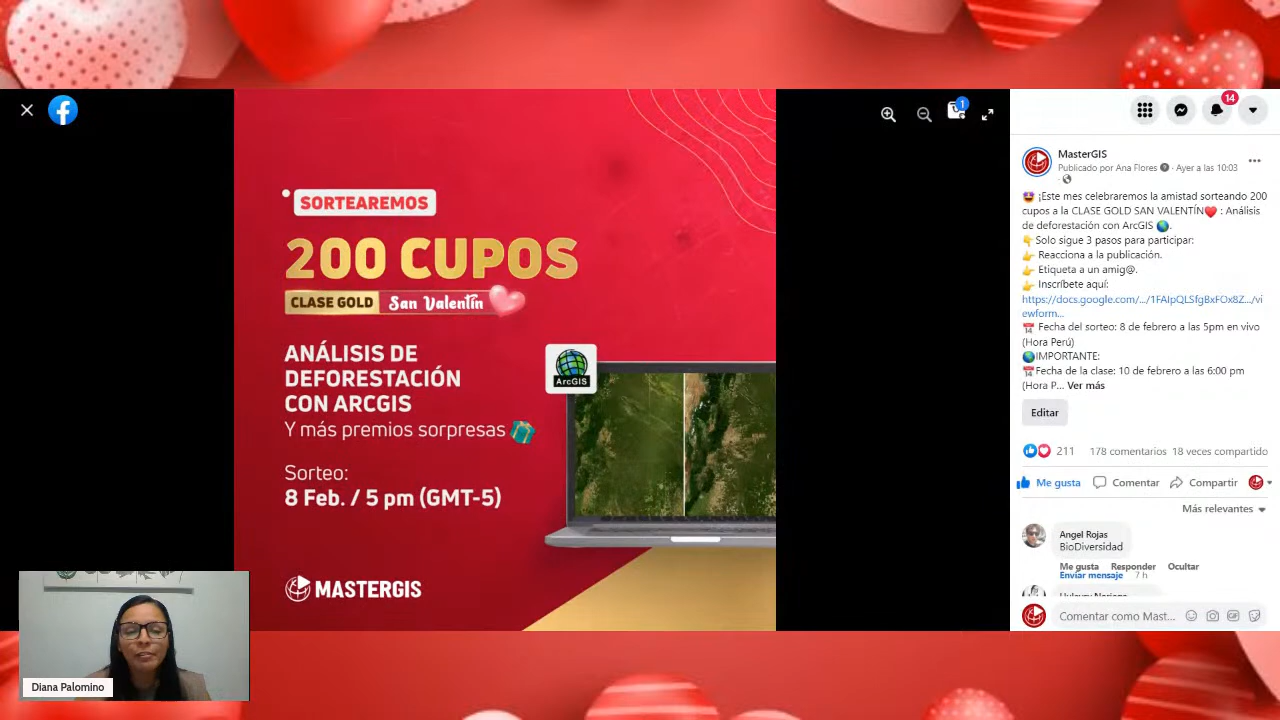 SORTEAREMOS
200 CUPOS
CLASE GOLD San Valentín
ANÁLISIS DE
DEFORESTACIÓN
CON ARCGIS
Y más premios sorpresas
Sorteo:
8 Feb. / 5 pm (GMT-5)
ArcGIS
MASTERGIS
Diana Palomino
1
14
MasterGIS
Publicado por Ana Flores · Ayer a las 10:03
¡Este mes celebraremos la amistad sorteando 200
cupos a la CLASE GOLD SAN VALENTÍN❤️ : Análisis
de deforestación con ArcGIS 🌎.
👇Solo sigue 3 pasos para participar:
👉 Reacciona a la publicación.
👉 Etiqueta a un amig@.
👉 Inscríbete aquí:
https://docs.google.com/.../1FAIpQLSfgBxFOx8Z.../vi
ewform...
📅 Fecha del sorteo: 8 de febrero a las 5pm en vivo
(Hora Perú)
🌎IMPORTANTE:
📅Fecha de la clase: 10 de febrero a las 6:00 pm
(Hora P... Ver más
Editar
211 178 comentarios 18 veces compartido
Me gusta Comentar Compartir
Más relevantes
Angel Rojas
BioDiversidad
Me gusta Responder Ocultar
Enviar mensaje 7 h
Comentar como Mast...